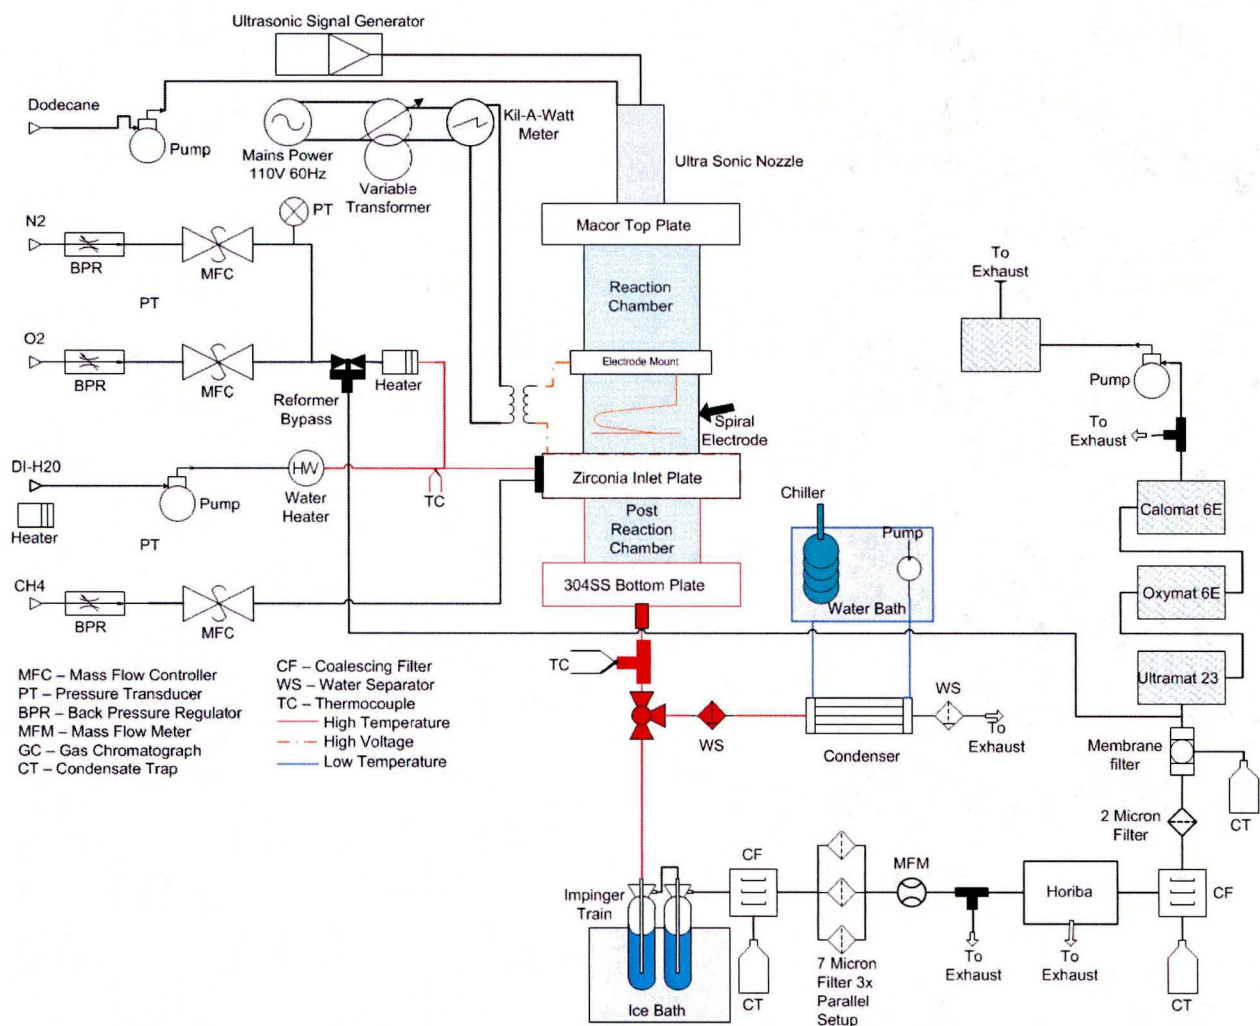 Ultrasonic Signal Generator
Dodecane
Pump
Mains Power
110V 60Hz
Variable
Transformer
Kil-A-Watt
Meter
Ultra Sonic Nozzle
Macor Top Plate
N2
BPR
MFC
PT
PT
Reaction
Chamber
To
Exhaust
O2
BPR
MFC
Reformer
Bypass
Heater
Electrode Mount
Spiral
Electrode
Pump
To
Exhaust
DI-H20
Heater
Pump
PT
HW
Water
Heater
TC
Zirconia Inlet Plate
Post
Reaction
Chamber
304SS Bottom Plate
Chiller
Pump
Water Bath
Calomat 6E
Oxymat 6E
Ultramat 23
CH4
BPR
MFC
MFC – Mass Flow Controller
PT – Pressure Transducer
BPR – Back Pressure Regulator
MFM – Mass Flow Meter
GC – Gas Chromatograph
CT – Condensate Trap
CF – Coalescing Filter
WS – Water Separator
TC – Thermocouple
High Temperature
High Voltage
Low Temperature
TC
WS
Condenser
WS
To
Exhaust
Membrane
filter
CT
2 Micron
Filter
Impinger
Train
Ice Bath
CF
CT
7 Micron
Filter 3x
Parallel
Setup
MFM
To
Exhaust
Horiba
To
Exhaust
CF
CT